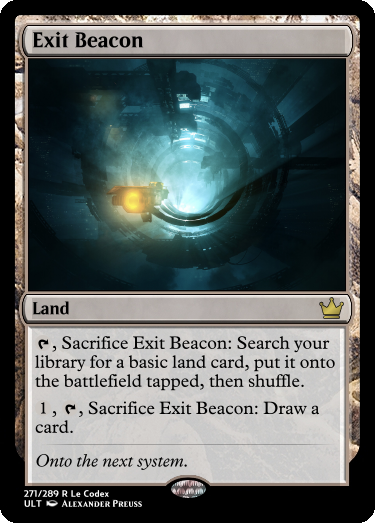 Exit Beacon
Land
, Sacrifice Exit Beacon: Search your
library for a basic land card, put it onto
the battlefield tapped, then shuffle.
1 , , Sacrifice Exit Beacon: Draw a
card.
Onto the next system.
271/289 R Le Codex
ULT Alexander Preuss